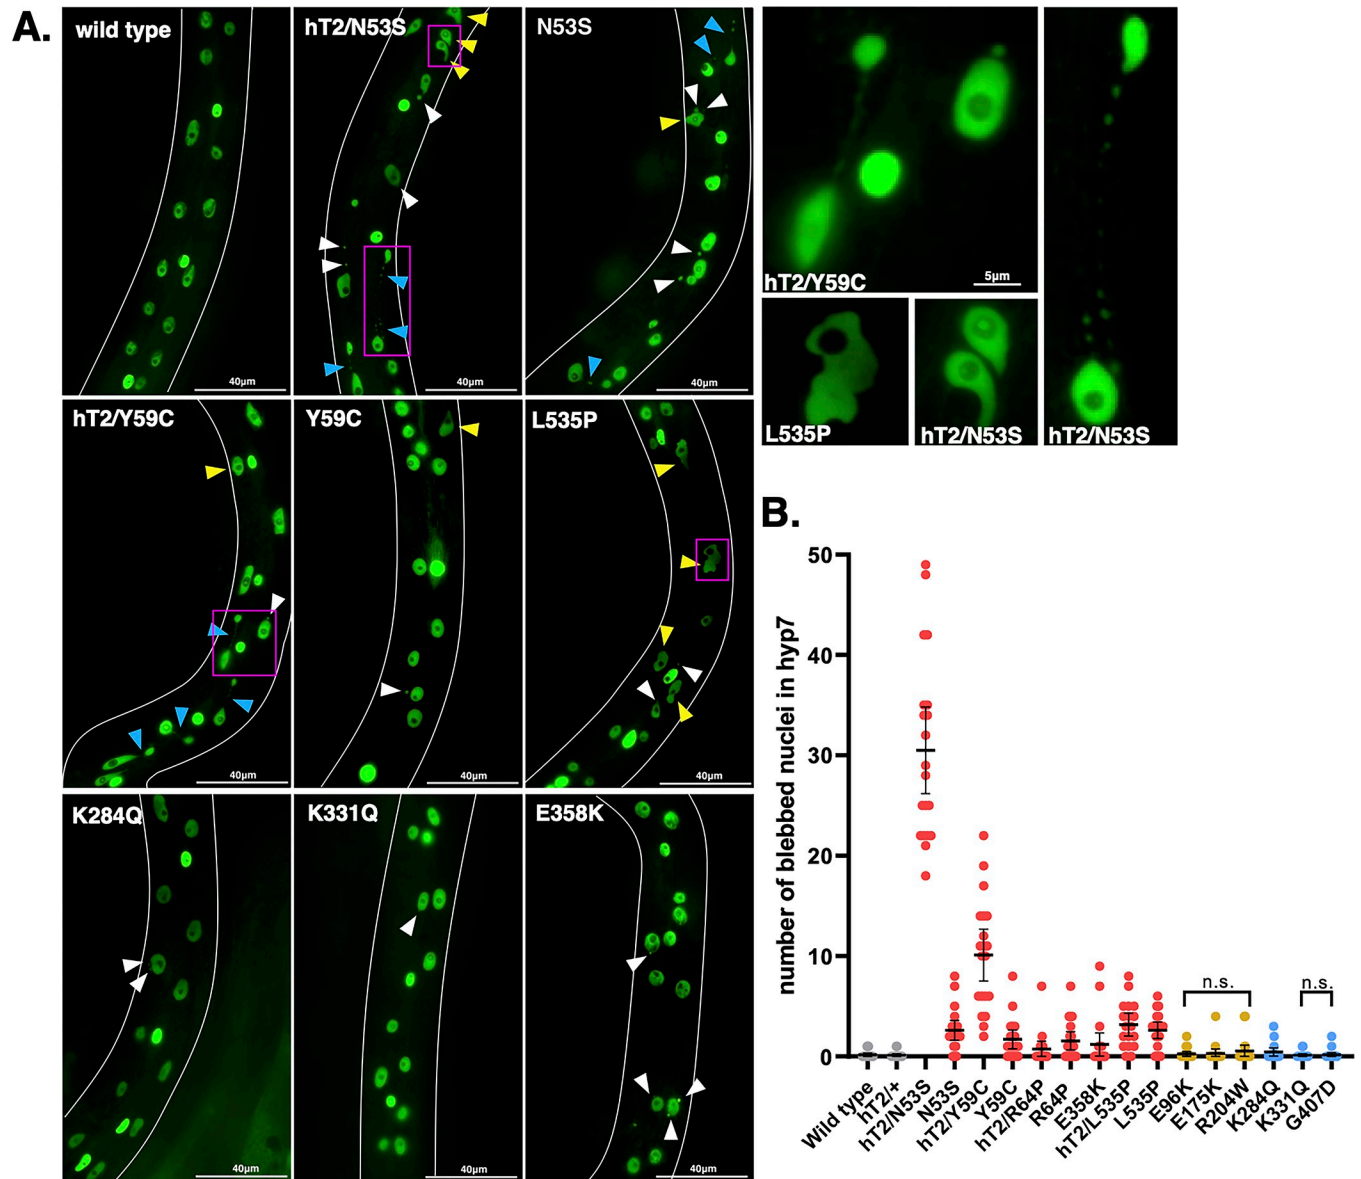 A.
wild type
40µm
hT2/N53S
40µm
N53S
40µm
hT2/Y59C
5µm
L535P
hT2/N53S
hT2/N53S
hT2/Y59C
40µm
Y59C
40µm
L535P
40µm
K284Q
40µm
K331Q
40µm
E358K
40µm
B.
number of blebbed nuclei in hyp7
50
40
30
20
10
0
n.s.
n.s.
Wild type
hT2/+
hT2/N53S
N53S
hT2/Y59C
Y59C
hT2/R64P
R64P
E358K
hT2/L535P
L535P
E96K
E175K
R204W
K284Q
K331Q
G407D